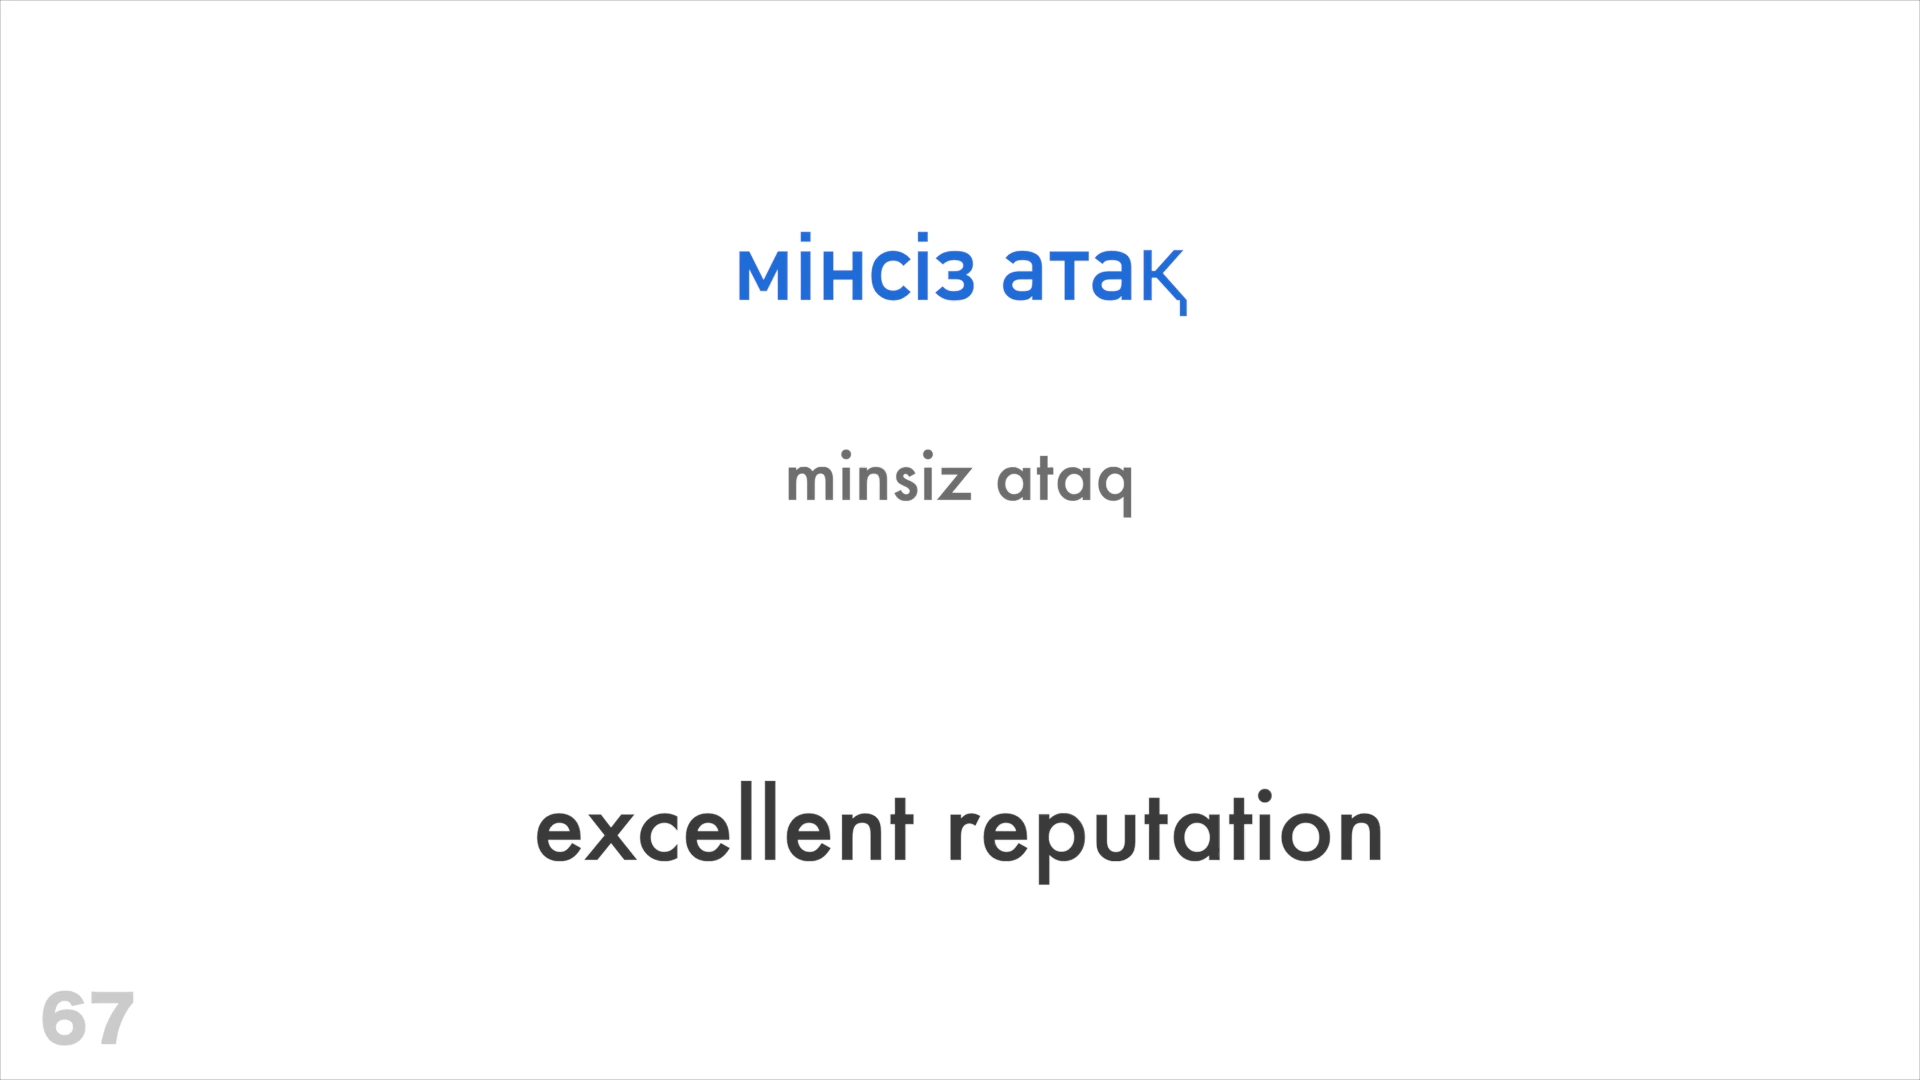 мінсіз атақ
minsiz ataq
excellent reputation
67